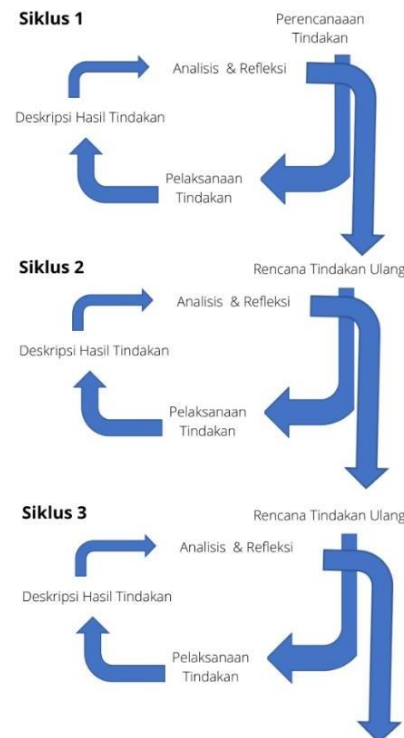 Siklus 1
Perencanaaan
Tindakan
Analisis & Refleksi
Deskripsi Hasil Tindakan
Pelaksanaan
Tindakan
Siklus 2
Rencana Tindakan Ulang
Analisis & Refleksi
Deskripsi Hasil Tindakan
Pelaksanaan
Tindakan
Siklus 3
Rencana Tindakan Ulang
Analisis & Refleksi
Deskripsi Hasil Tindakan
Pelaksanaan
Tindakan